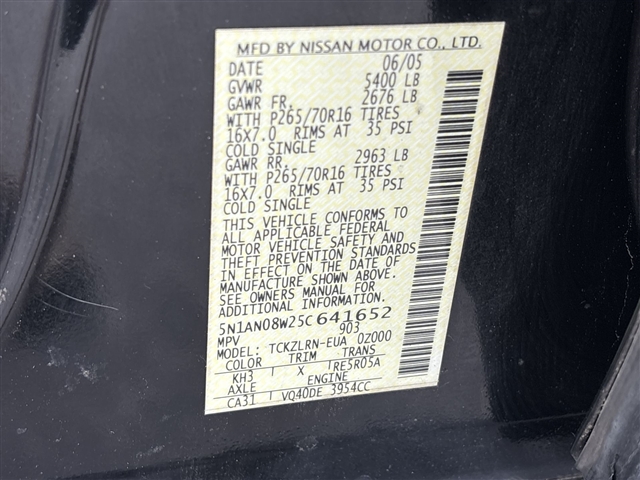 MFD BY NISSAN MOTOR CO., LTD.
DATE 06/05
GVWR 5400 LB
GAWR FR. 2676 LB
WITH P265/70R16 TIRES
16X7.0 RIMS AT 35 PSI
COLD SINGLE
GAWR RR. 2963 LB
WITH P265/70R16 TIRES
16X7.0 RIMS AT 35 PSI
COLD SINGLE
THIS VEHICLE CONFORMS TO
ALL APPLICABLE FEDERAL
MOTOR VEHICLE SAFETY AND
THEFT PREVENTION STANDARDS
IN EFFECT ON THE DATE OF
MANUFACTURE SHOWN ABOVE.
SEE OWNERS MANUAL FOR
ADDITIONAL INFORMATION.
5N1AN08W25C641652
MPV 903
MODEL: TCKZLRN-EUA 0Z000
COLOR TRIM TRANS
KH3 X RE5R05A
AXLE ENGINE
CA31 VQ40DE 3954CC